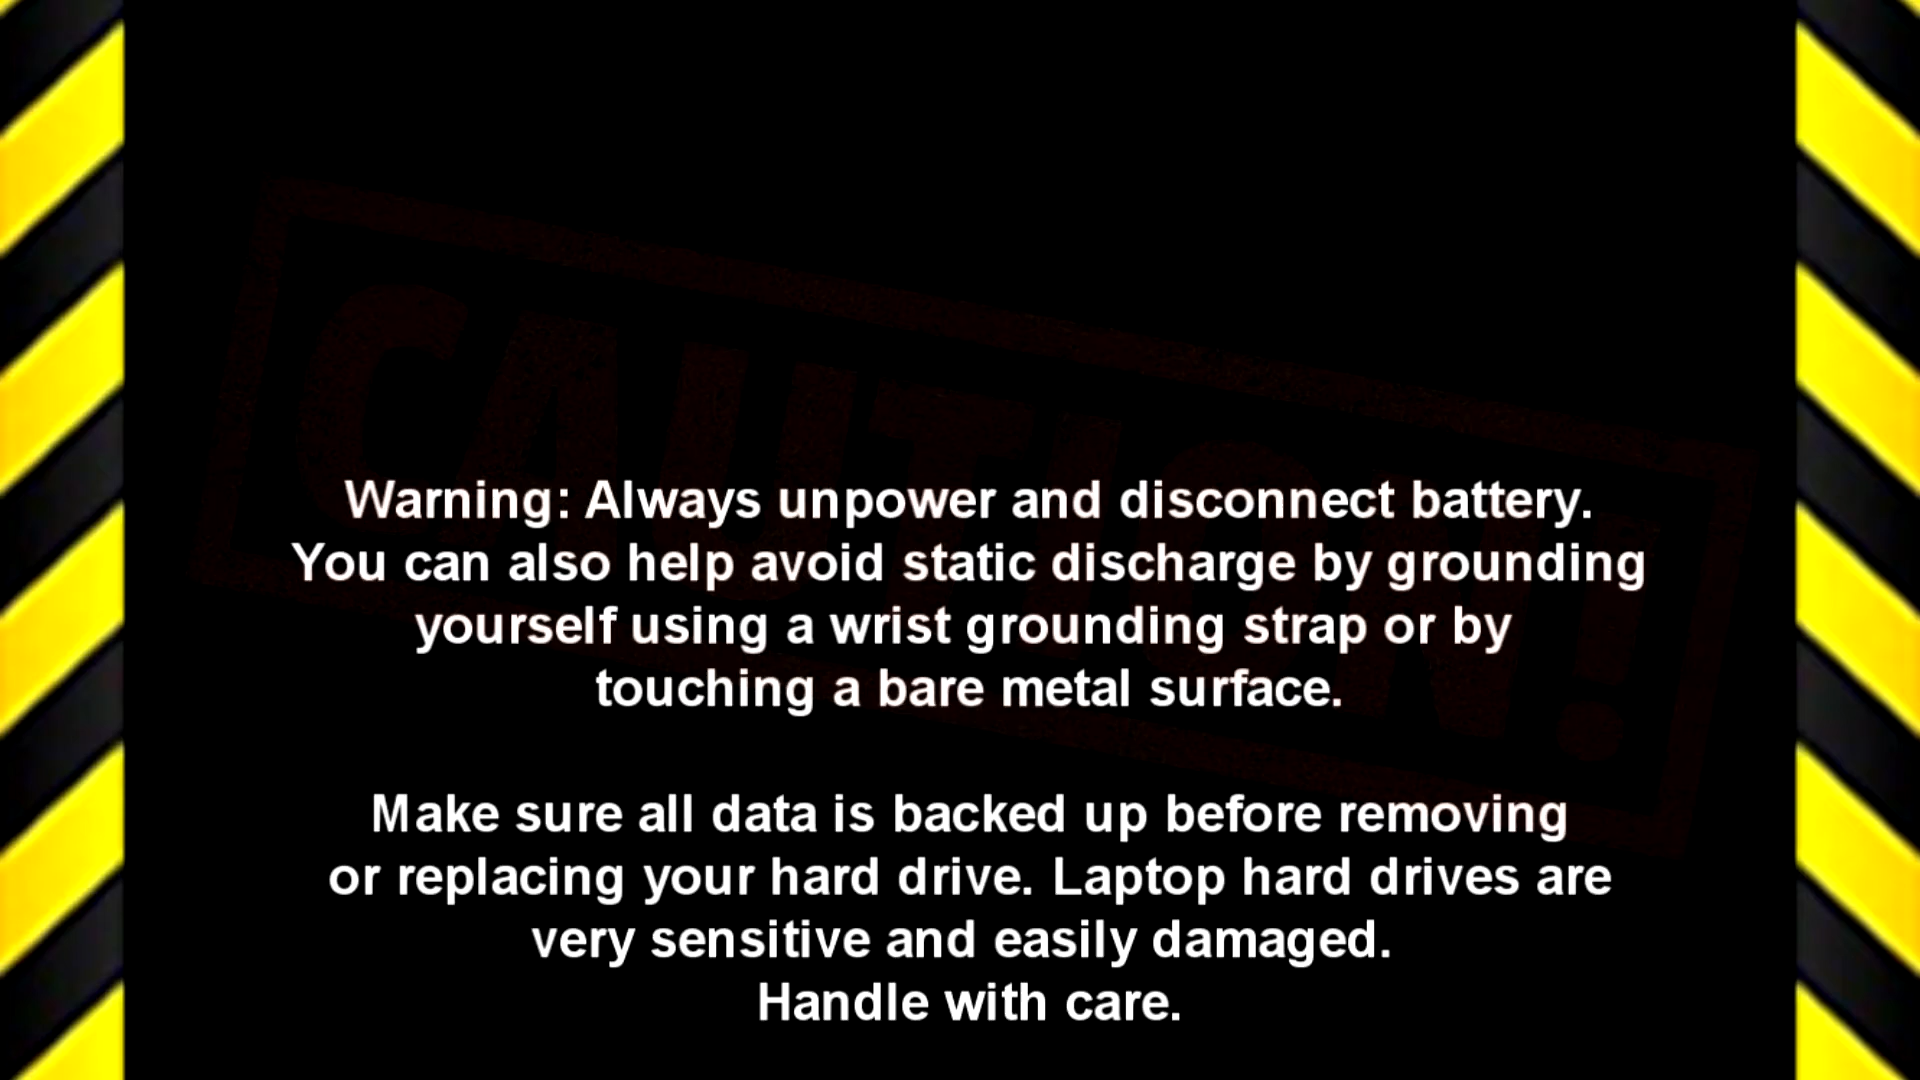 CAUTION!
Warning: Always unpower and disconnect battery.
You can also help avoid static discharge by grounding
yourself using a wrist grounding strap or by
touching a bare metal surface.
Make sure all data is backed up before removing
or replacing your hard drive. Laptop hard drives are
very sensitive and easily damaged.
Handle with care.